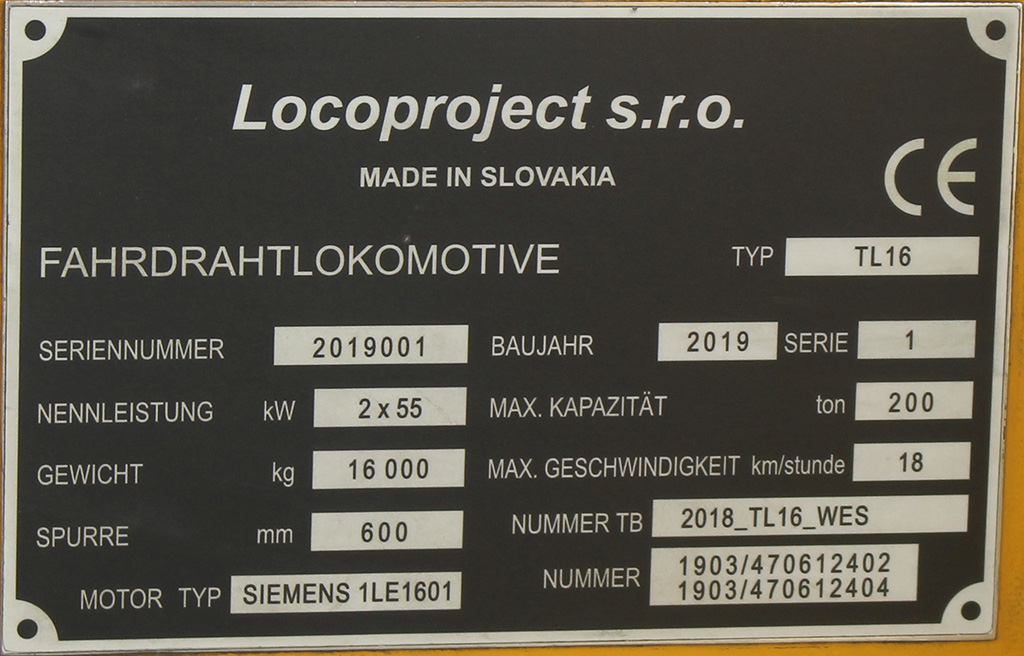 Locoproject s.r.o.
MADE IN SLOVAKIA
CE
FAHRDRAHTLOKOMOTIVE TYP TL16
SERIENNUMMER 2019001 BAUJAHR 2019 SERIE 1
NENNLEISTUNG kW 2 x 55 MAX. KAPAZITÄT ton 200
GEWICHT kg 16 000 MAX. GESCHWINDIGKEIT km/stunde 18
SPURRE mm 600 NUMMER TB 2018_TL16_WES
MOTOR TYP SIEMENS 1LE1601 NUMMER 1903/470612402
1903/470612404